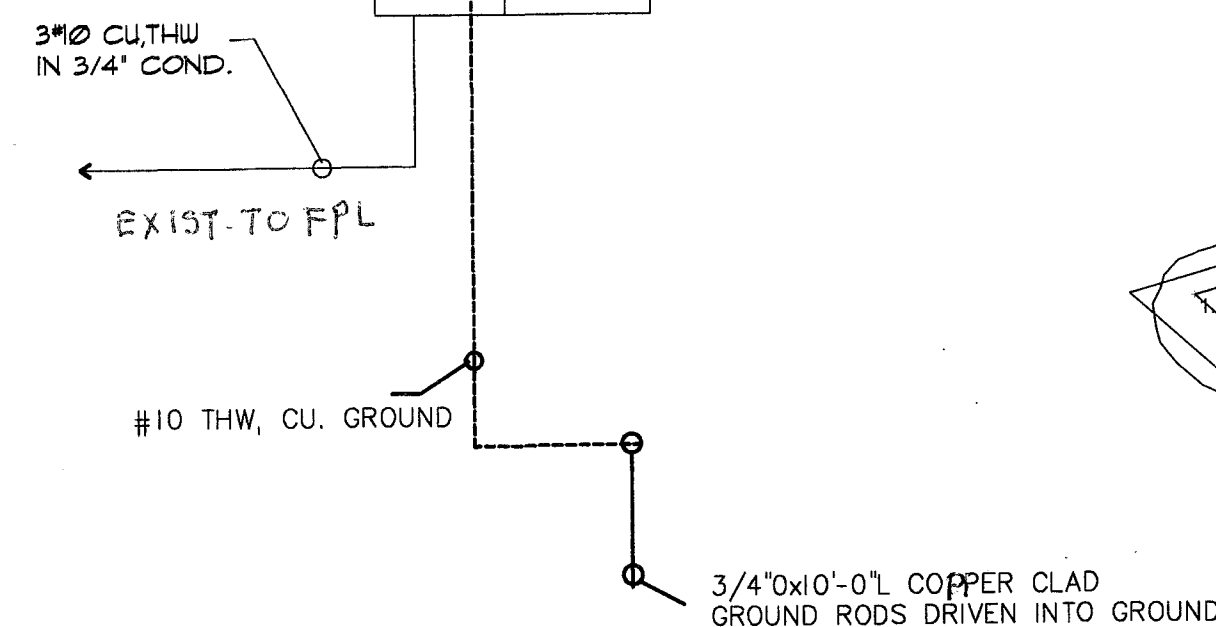 3#10 CU,THW
IN 3/4" COND.
EXIST-TO FPL
#10 THW, CU. GROUND
3/4"0x10'-0"L COPPER CLAD
GROUND RODS DRIVEN INTO GROUND